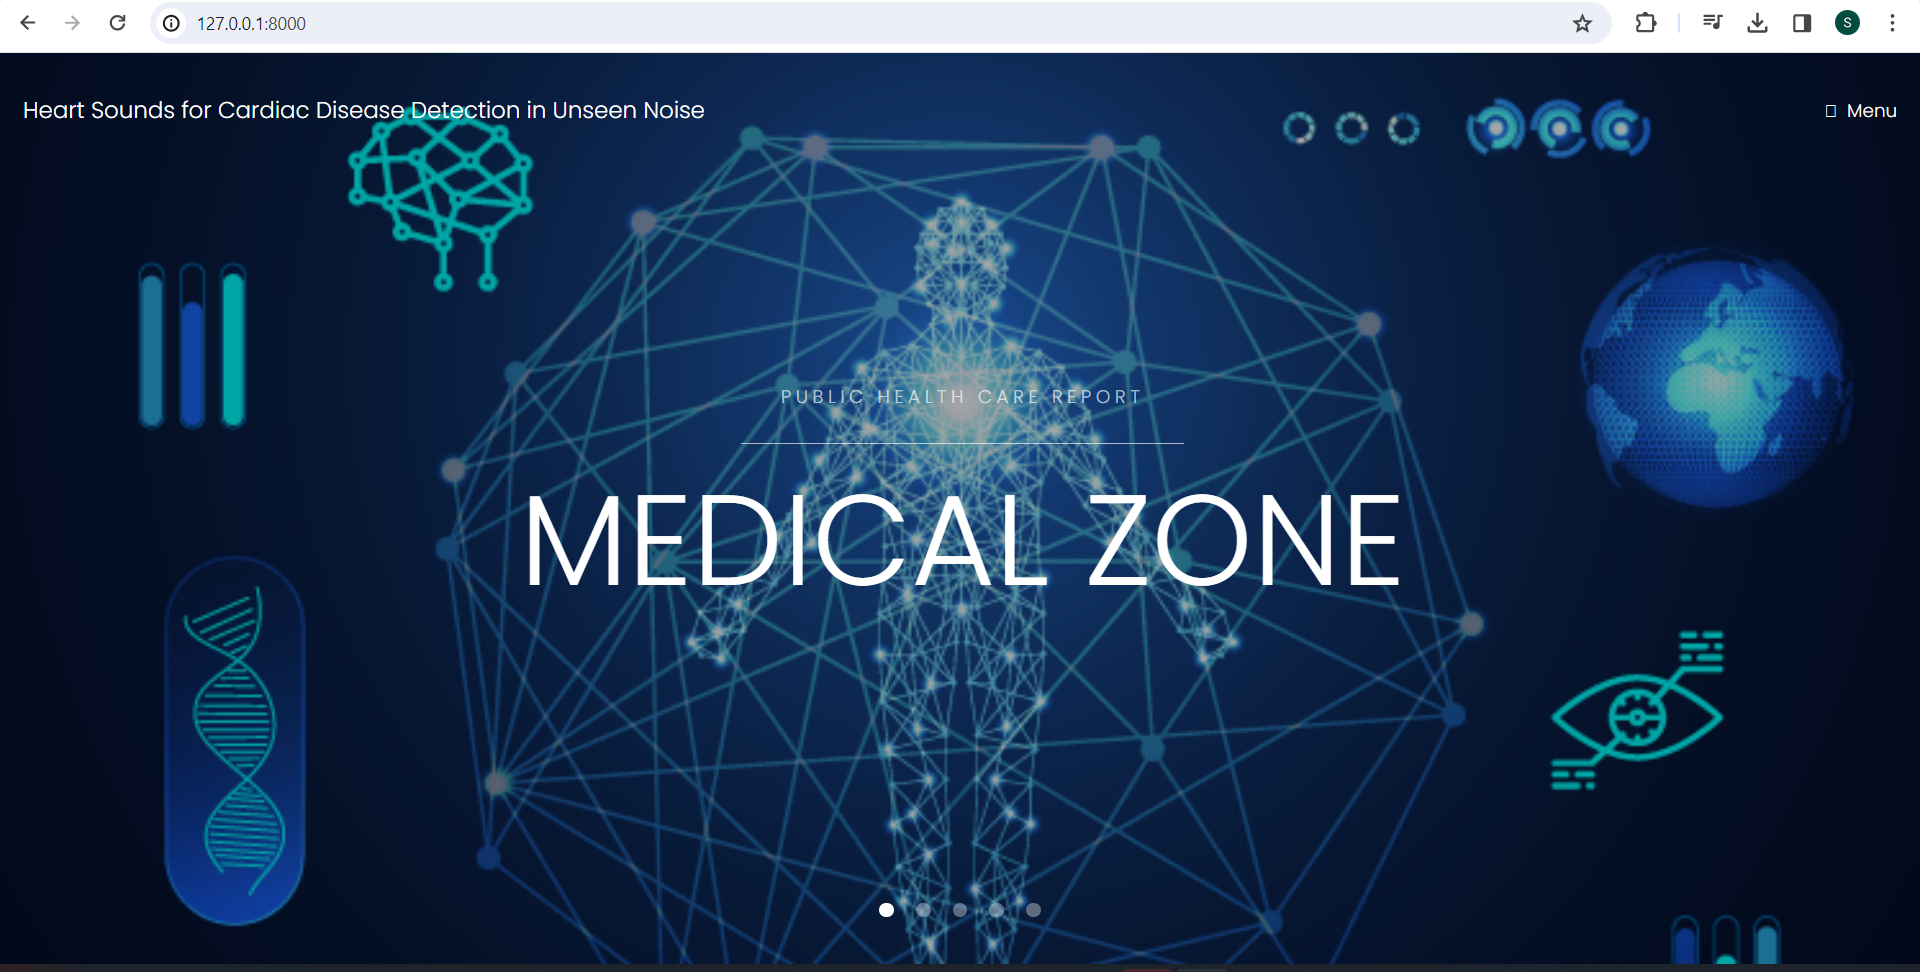 127.0.0.1:8000
S
Heart Sounds for Cardiac Disease Detection in Unseen Noise
Menu
PUBLIC HEALTH CARE REPORT
MEDICAL ZONE